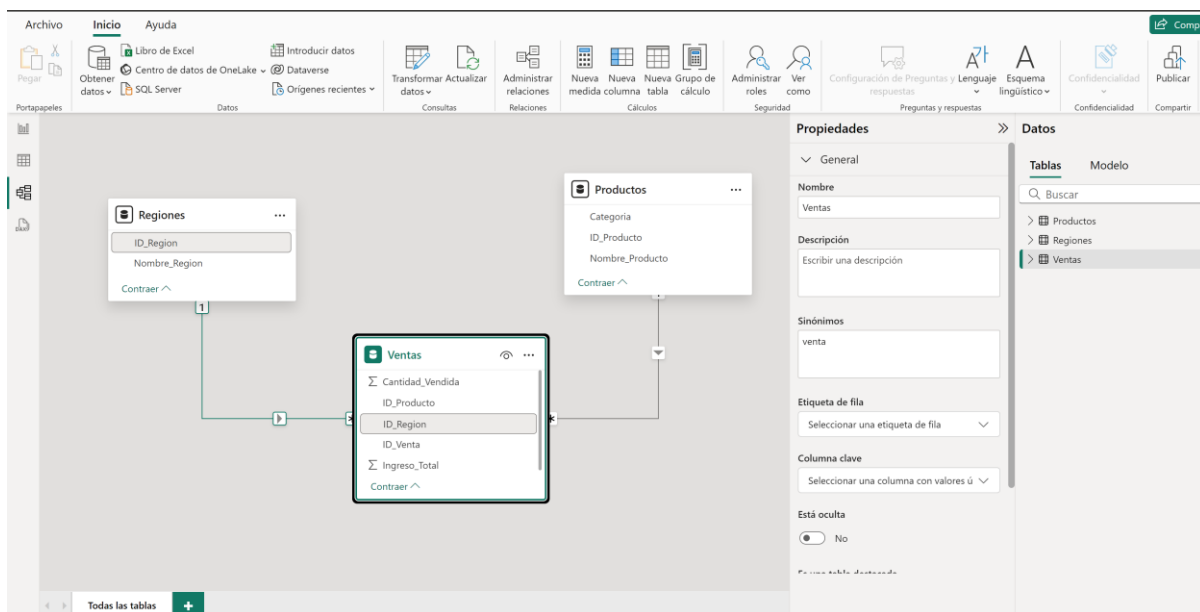 Archivo Inicio Ayuda
Comp
Pegar
Portapapeles
Obtener datos
Libro de Excel
Centro de datos de OneLake
SQL Server
Introducir datos
Dataverse
Orígenes recientes
Datos
Transformar datos
Actualizar
Consultas
Administrar relaciones
Relaciones
Nueva medida
Nueva columna
Nueva tabla
Grupo de cálculo
Cálculos
Administrar roles
Ver como
Seguridad
Configuración de Preguntas y respuestas
Lenguaje
Esquema lingüístico
Preguntas y respuestas
Confidencialidad
Confidencialidad
Publicar
Compartir
Regiones
ID_Region
Nombre_Region
Contraer
1
Productos
Categoria
ID_Producto
Nombre_Producto
Contraer
Ventas
Cantidad_Vendida
ID_Producto
ID_Region
ID_Venta
Ingreso_Total
Contraer
*
Propiedades
General
Nombre
Ventas
Descripción
Escribir una descripción
Sinónimos
venta
Etiqueta de fila
Seleccionar una etiqueta de fila
Columna clave
Seleccionar una columna con valores ú
Está oculta
No
Datos
Tablas Modelo
Buscar
Productos
Regiones
Ventas
Todas las tablas
+